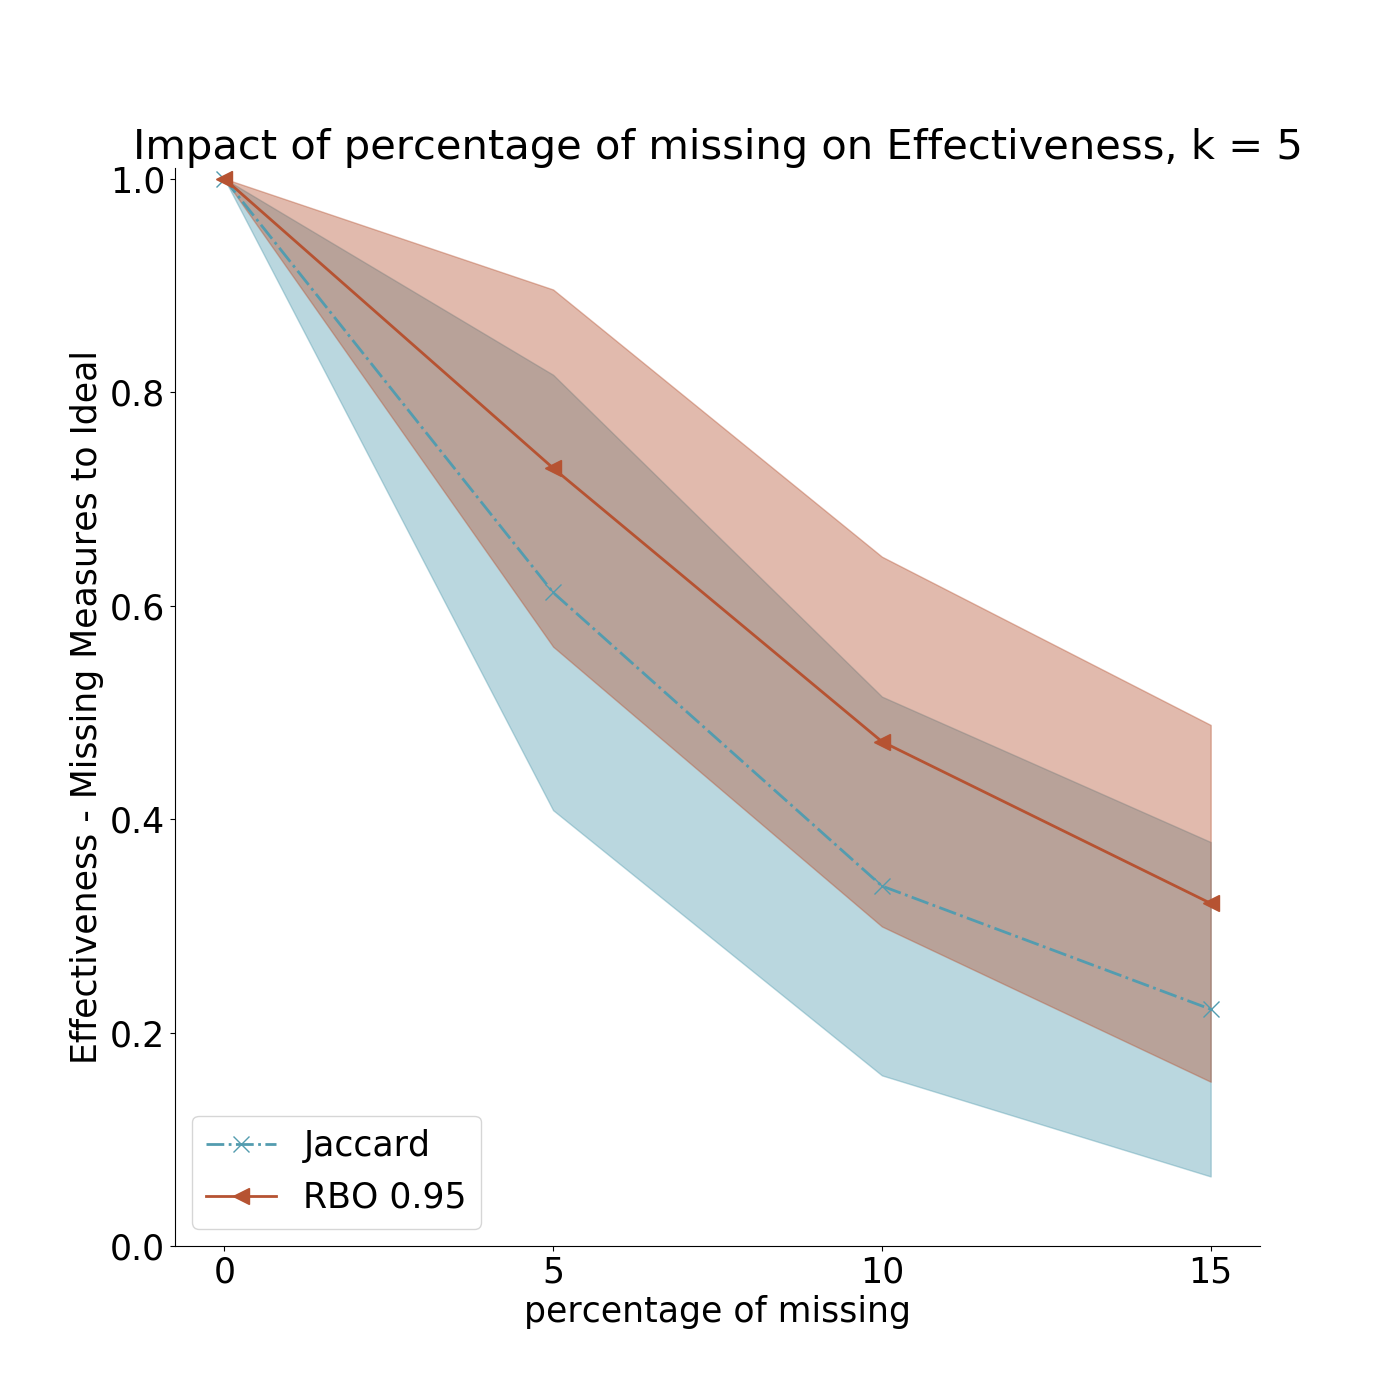 Impact of percentage of missing on Effectiveness, k = 5
Effectiveness - Missing Measures to Ideal
1.0
0.8
0.6
0.4
0.2
0.0
Jaccard
RBO 0.95
0 5 10 15
percentage of missing